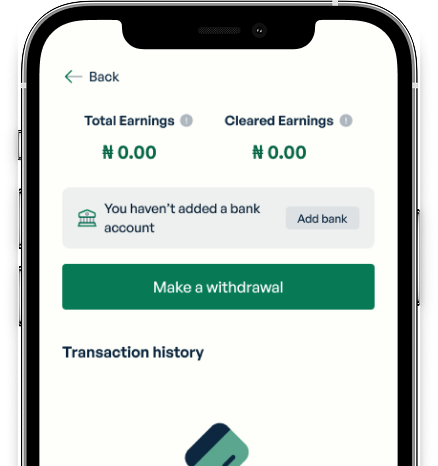 Back
Total Earnings Cleared Earnings
₦ 0.00 ₦ 0.00
You haven't added a bank
account
Add bank
Make a withdrawal
Transaction history